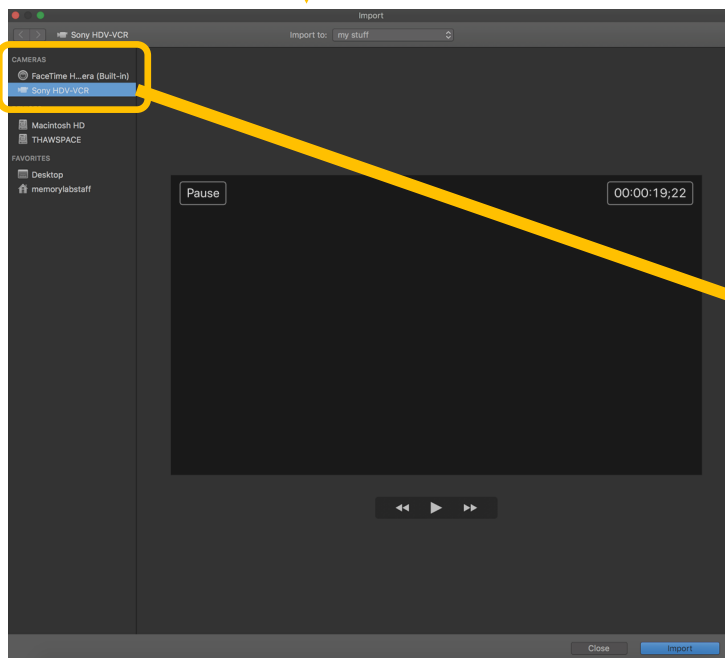 Import
Sony HDV-VCR
Import to: my stuff
CAMERAS
FaceTime H...era (Built-in)
Sony HDV-VCR
Macintosh HD
THAWSPACE
FAVORITES
Desktop
memorylabstaff
Pause
00:00:19;22
Close
Import